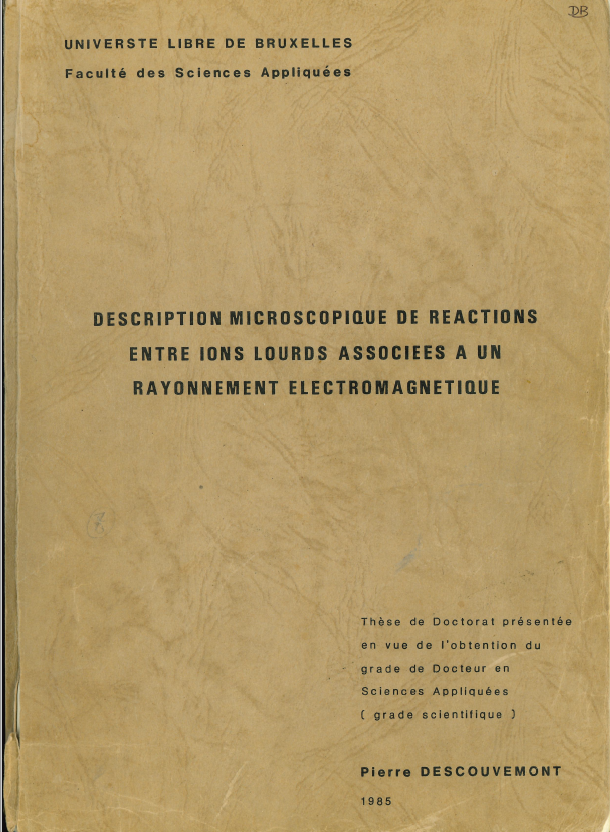 DB
UNIVERSTE LIBRE DE BRUXELLES
Faculté des Sciences Appliquées
DESCRIPTION MICROSCOPIQUE DE REACTIONS
ENTRE IONS LOURDS ASSOCIEES A UN
RAYONNEMENT ELECTROMAGNETIQUE
Thèse de Doctorat présentée
en vue de l'obtention du
grade de Docteur en
Sciences Appliquées
( grade scientifique )
Pierre DESCOUVEMONT
1985